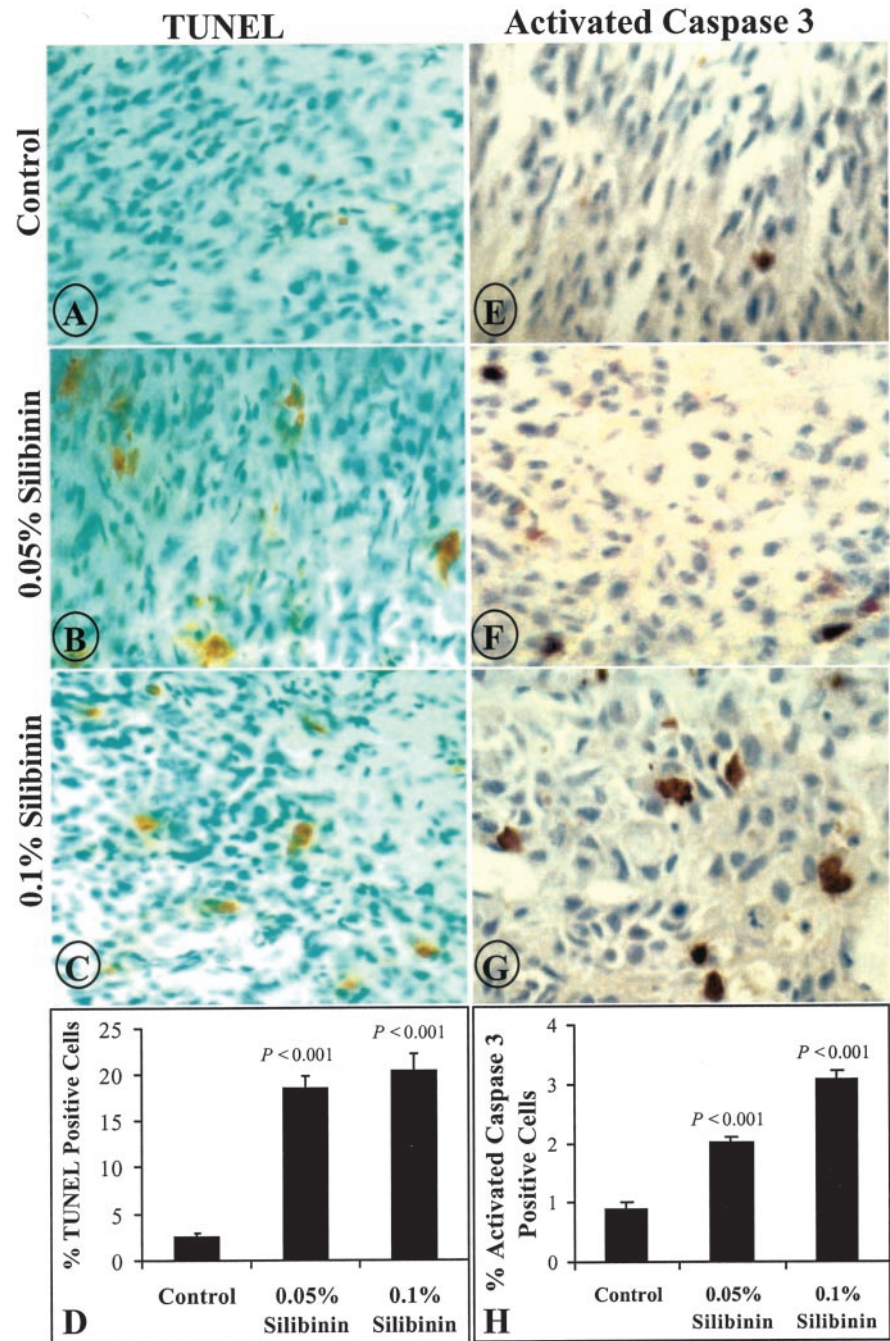 TUNEL
Activated Caspase 3
Control
A
E
0.05% Silibinin
B
F
0.1% Silibinin
C
G
% TUNEL Positive Cells
25
20
15
10
5
0
P < 0.001
P < 0.001
Control
0.05%
Silibinin
0.1%
Silibinin
D
% Activated Caspase 3
Positive Cells
4
3
2
1
0
P < 0.001
P < 0.001
Control
0.05%
Silibinin
0.1%
Silibinin
H